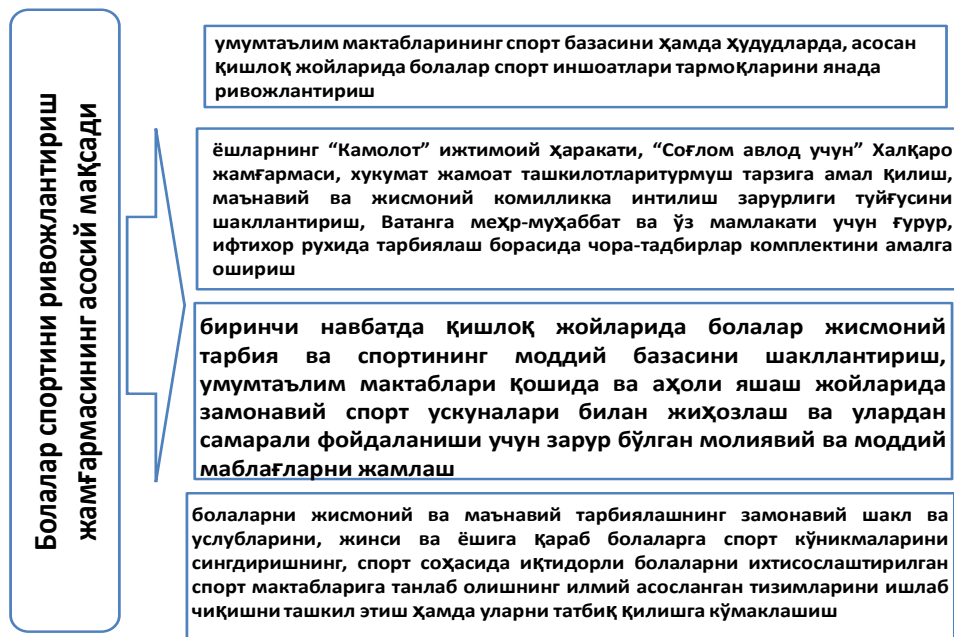 Болалар спортини ривожлантириш
жамғармасининг асосий мақсади
умумтаълим мактабларининг спорт базасини ҳамда ҳудудларда, асосан
қишлоқ жойларида болалар спорт иншоатлари тармоқларини янада
ривожлантириш
ёшларнинг “Камолот” ижтимоий ҳаракати, “Соғлом авлод учун” Халқаро
жамғармаси, хукумат жамоат ташкилотларитурмуш тарзига амал қилиш,
маънавий ва жисмоний комилликка интилиш зарурлиги туйғусини
шакллантириш, Ватанга меҳр-муҳаббат ва ўз мамлакати учун ғурур,
ифтихор рухида тарбиялаш борасида чора-тадбирлар комплектини амалга
ошириш
биринчи навбатда қишлоқ жойларида болалар жисмоний
тарбия ва спортининг моддий базасини шакллантириш,
умумтаълим мактаблари қошида ва аҳоли яшаш жойларида
замонавий спорт ускуналари билан жиҳозлаш ва улардан
самарали фойдаланиши учун зарур бўлган молиявий ва моддий
маблағларни жамлаш
болаларни жисмоний ва маънавий тарбиялашнинг замонавий шакл ва
услубларини, жинси ва ёшига қараб болаларга спорт кўникмаларини
сингдиришнинг, спорт соҳасида иқтидорли болаларни ихтисослаштирилган
спорт мактабларига танлаб олишнинг илмий асосланган тизимларини ишлаб
чиқишни ташкил этиш ҳамда уларни татбиқ қилишга кўмаклашиш